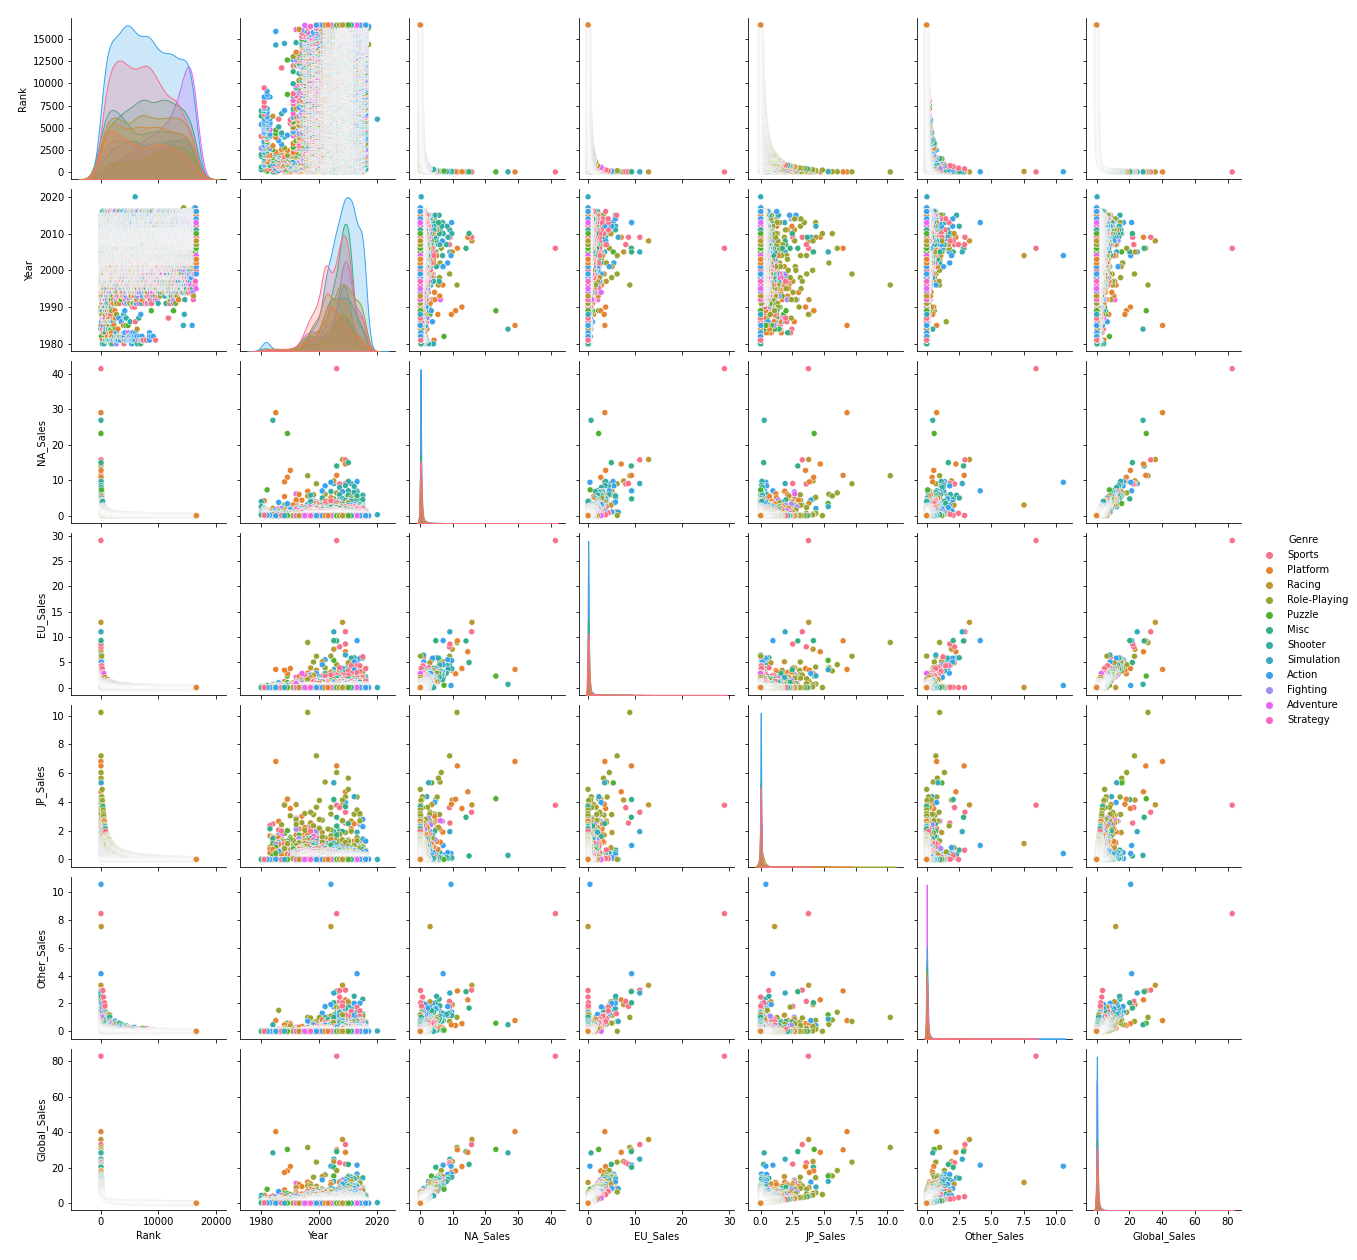 15000
12500
10000
7500
5000
2500
0
Rank
2020
2010
2000
1990
1980
Year
40
30
20
10
0
NA_Sales
30
25
20
15
10
5
0
EU_Sales
Genre
Sports
Platform
Racing
Role-Playing
Puzzle
Misc
Shooter
Simulation
Action
Fighting
Adventure
Strategy
10
8
6
4
2
0
JP_Sales
10
8
6
4
2
0
Other_Sales
80
60
40
20
0
Global_Sales
0 10000 20000
Rank
1980 2000 2020
Year
0 10 20 30 40
NA_Sales
0 10 20 30
EU_Sales
0.0 2.5 5.0 7.5 10.0
JP_Sales
0.0 2.5 5.0 7.5 10.0
Other_Sales
0 20 40 60 80
Global_Sales